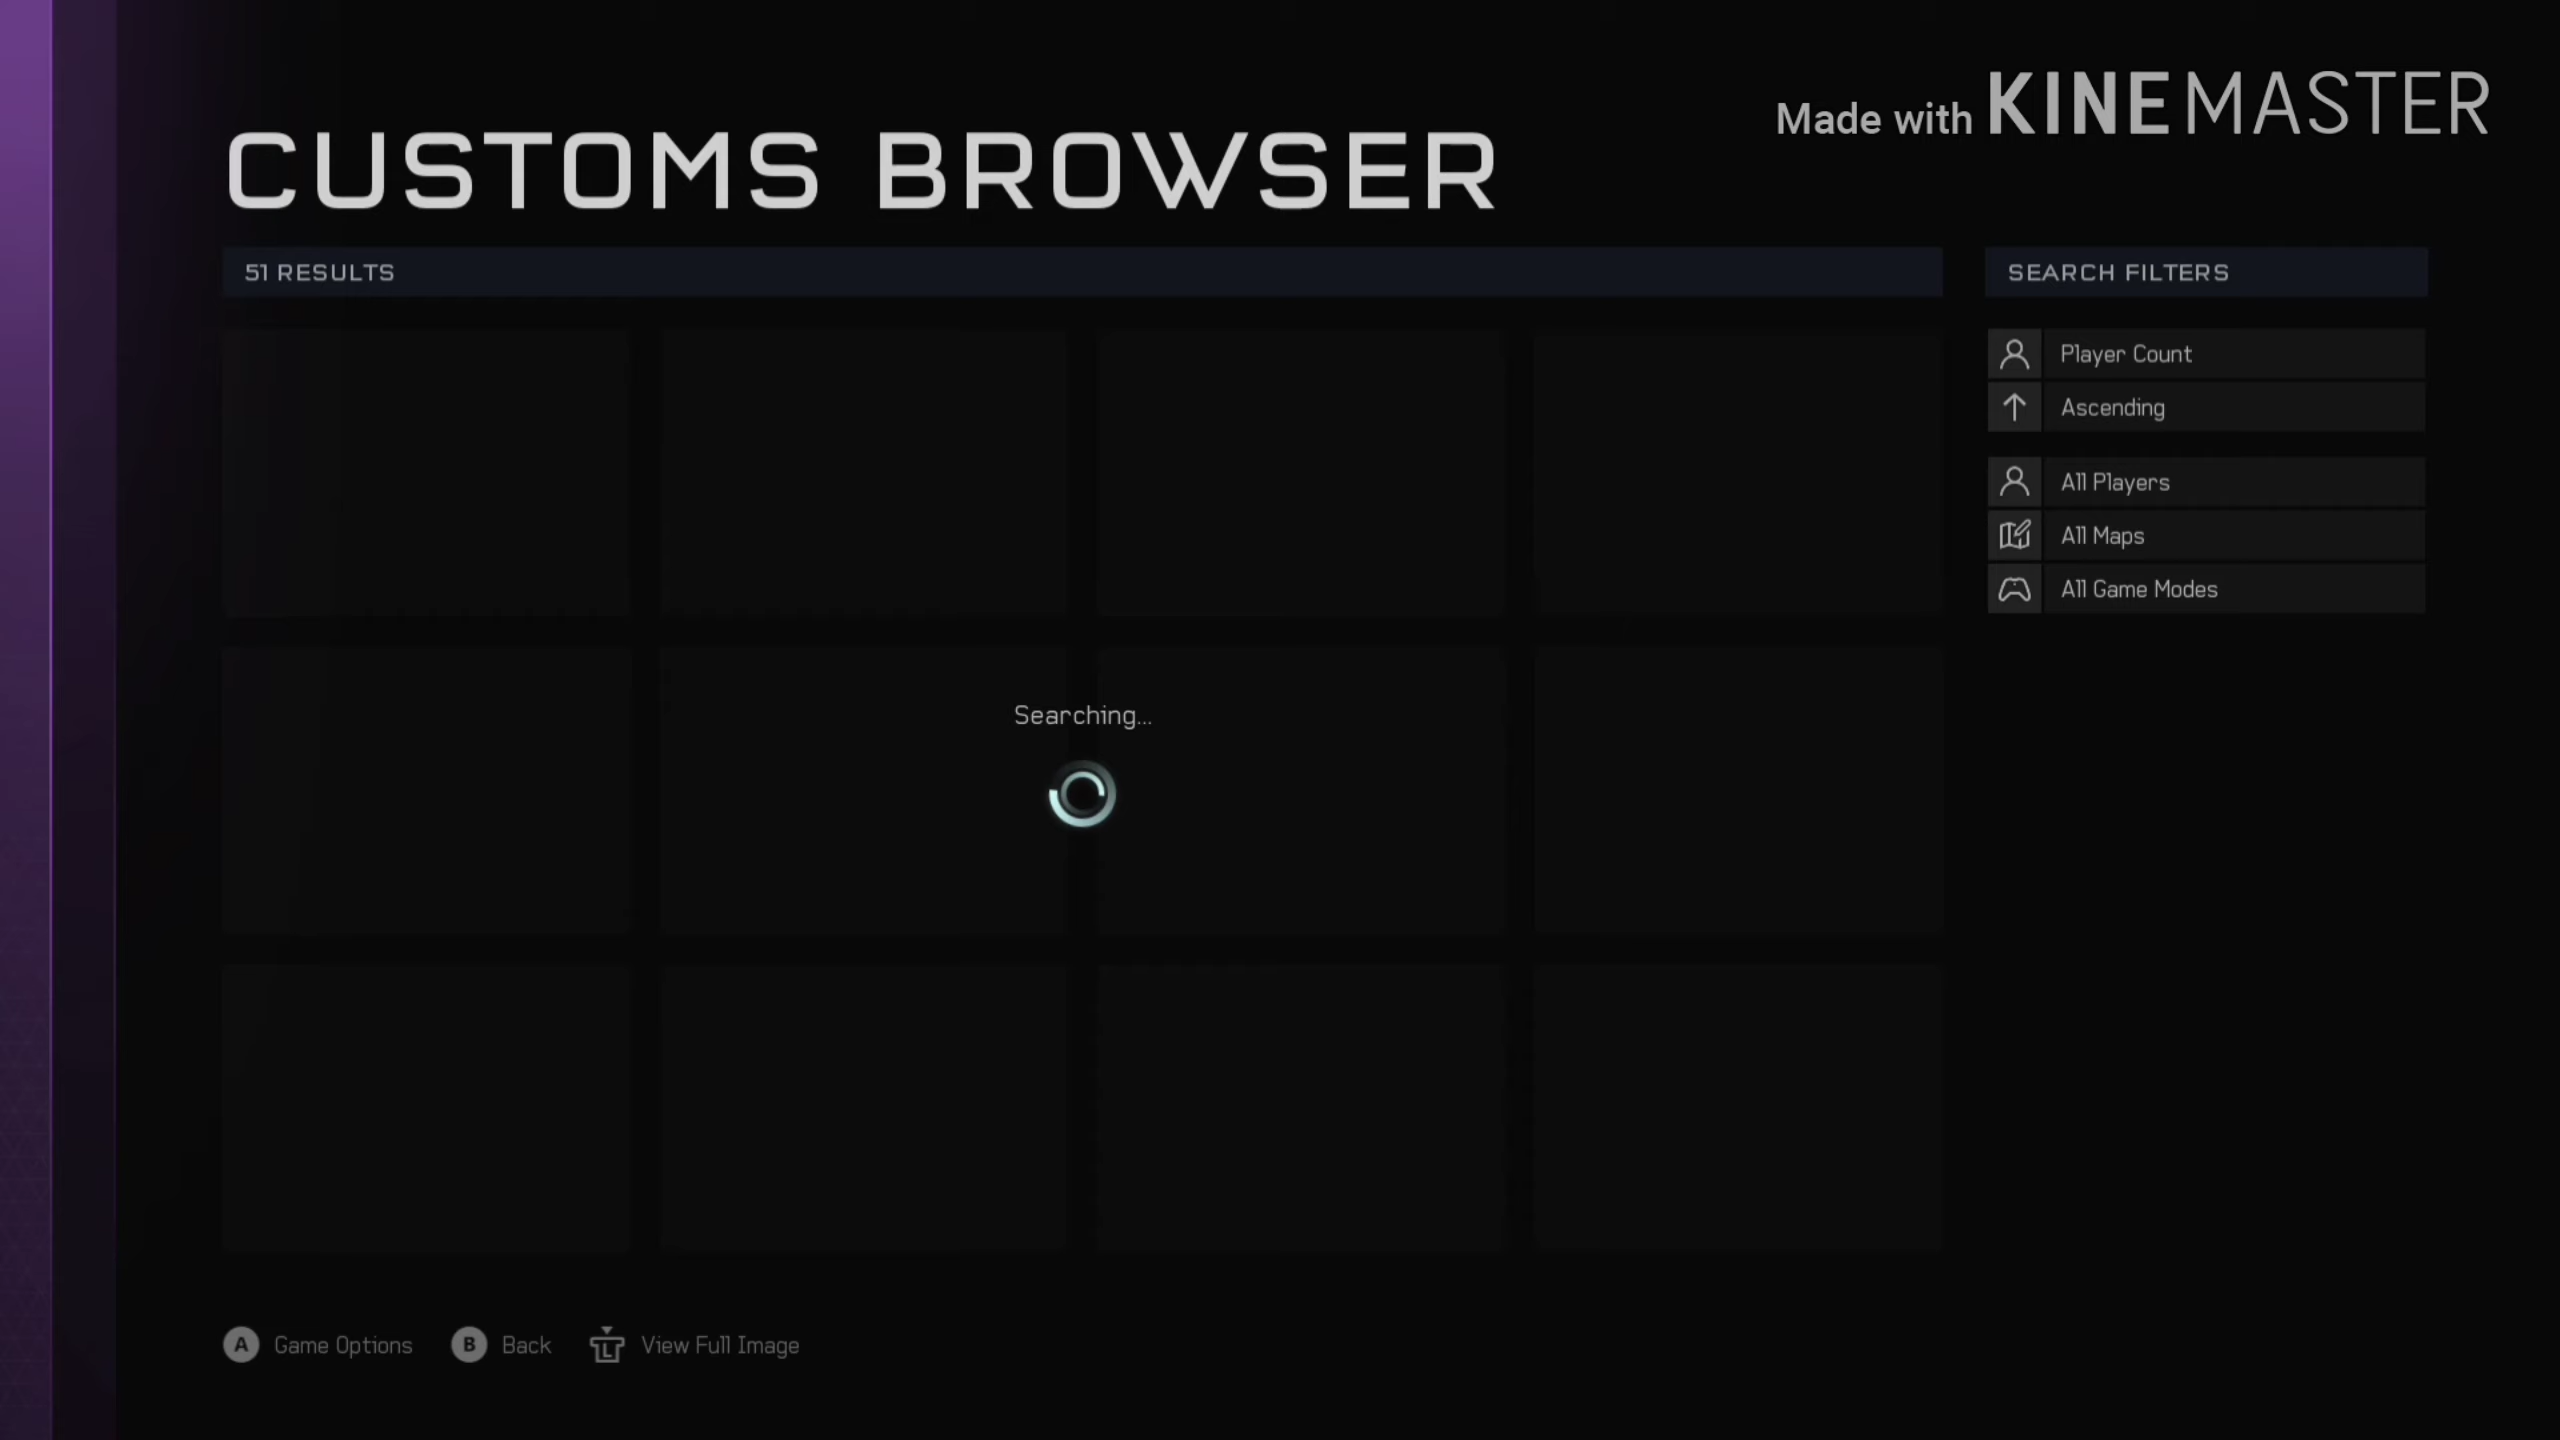 Made with KINEMASTER
CUSTOMS BROWSER
51 RESULTS
SEARCH FILTERS
Player Count
Ascending
All Players
All Maps
All Game Modes
Searching...
A Game Options B Back L View Full Image